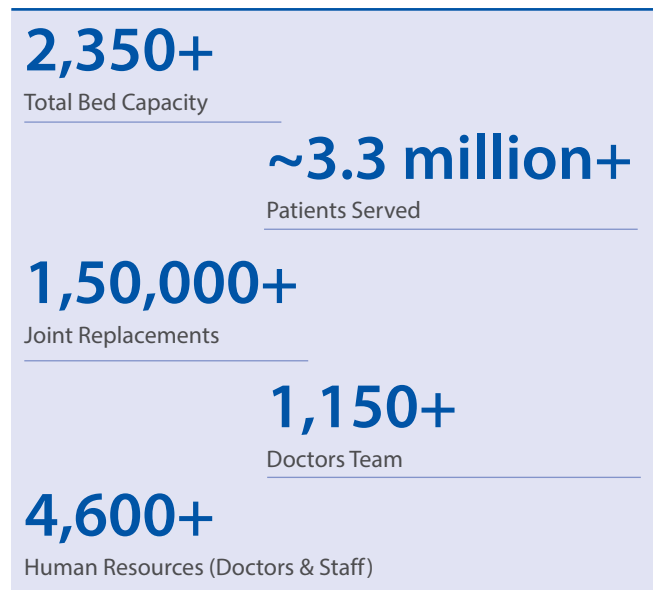 2,350+
Total Bed Capacity
~3.3 million+
Patients Served
1,50,000+
Joint Replacements
1,150+
Doctors Team
4,600+
Human Resources (Doctors & Staff)